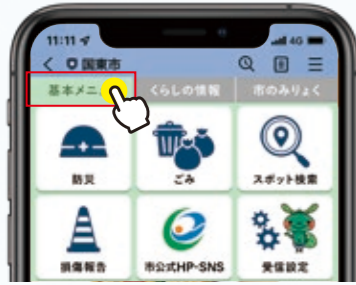 11:11 4G
国東市
基本メニ くらしの情報 市のみりょく
防災 ごみ スポット検索
損傷報告 市公式HP・SNS 受信設定